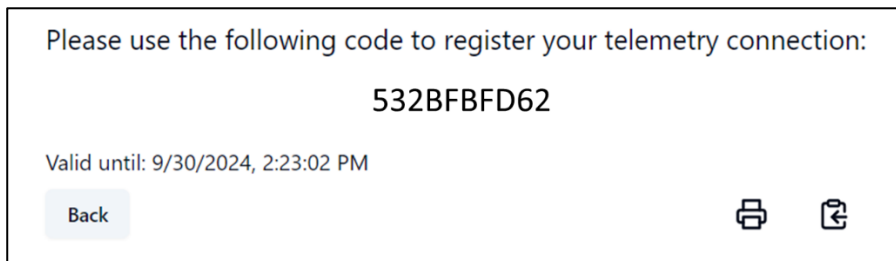 Please use the following code to register your telemetry connection:
532BFBFD62
Valid until: 9/30/2024, 2:23:02 PM
Back